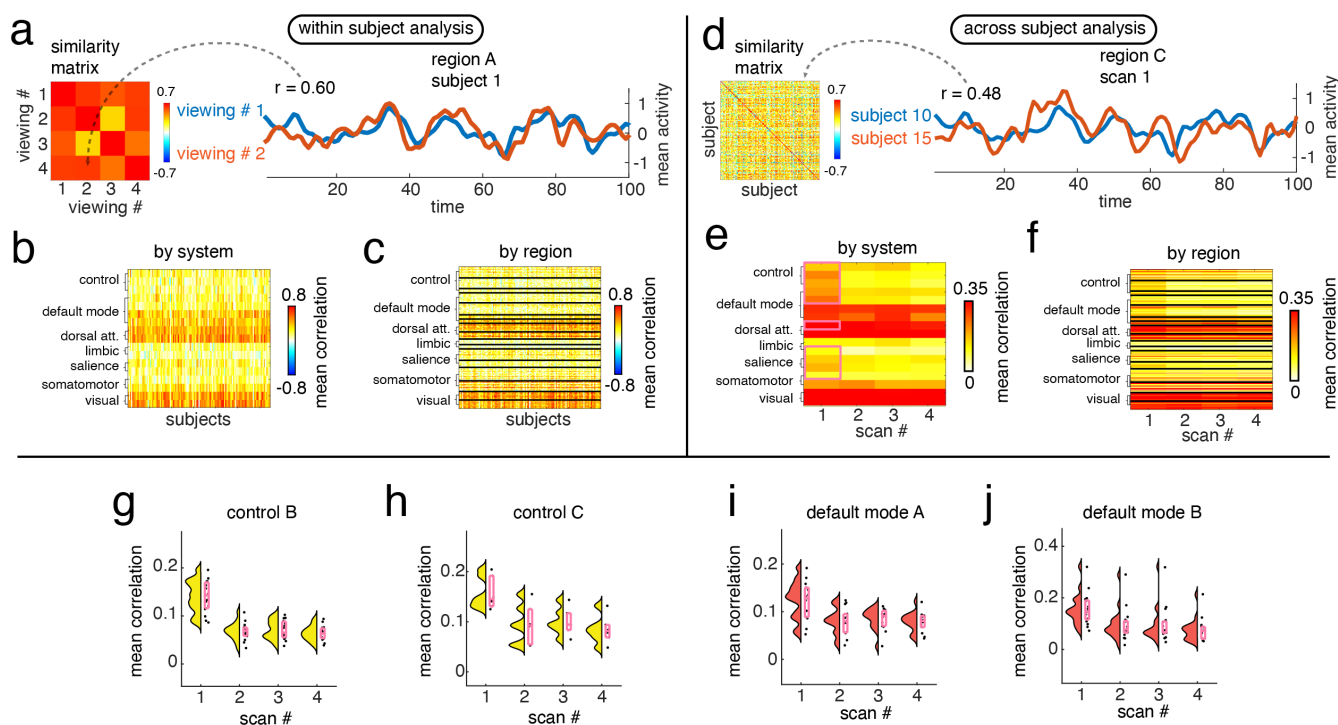 a
within subject analysis
similarity
matrix
viewing #
1
2
3
4
1 2 3 4
viewing #
0.7
-0.7
viewing # 1
viewing # 2
r = 0.60
region A
subject 1
1
0
-1
mean activity
20 40 60 80 100
time
b
by system
control
default mode
dorsal att.
limbic
salience
somatomotor
visual
subjects
0.8
-0.8
mean correlation
c
by region
control
default mode
dorsal att.
limbic
salience
somatomotor
visual
subjects
0.8
-0.8
mean correlation
d
across subject analysis
similarity
matrix
subject
subject
0.7
-0.7
subject 10
subject 15
r = 0.48
region C
scan 1
1
0
-1
mean activity
20 40 60 80 100
time
e
by system
control
default mode
dorsal att.
limbic
salience
somatomotor
visual
1 2 3 4
scan #
0.35
0
mean correlation
f
by region
control
default mode
dorsal att.
limbic
salience
somatomotor
visual
1 2 3 4
scan #
0.35
0
mean correlation
g
control B
mean correlation
0.2
0.1
0
1 2 3 4
scan #
h
control C
mean correlation
0.2
0.1
0
1 2 3 4
scan #
i
default mode A
mean correlation
0.2
0.1
0
1 2 3 4
scan #
j
default mode B
mean correlation
0.4
0.2
0
1 2 3 4
scan #